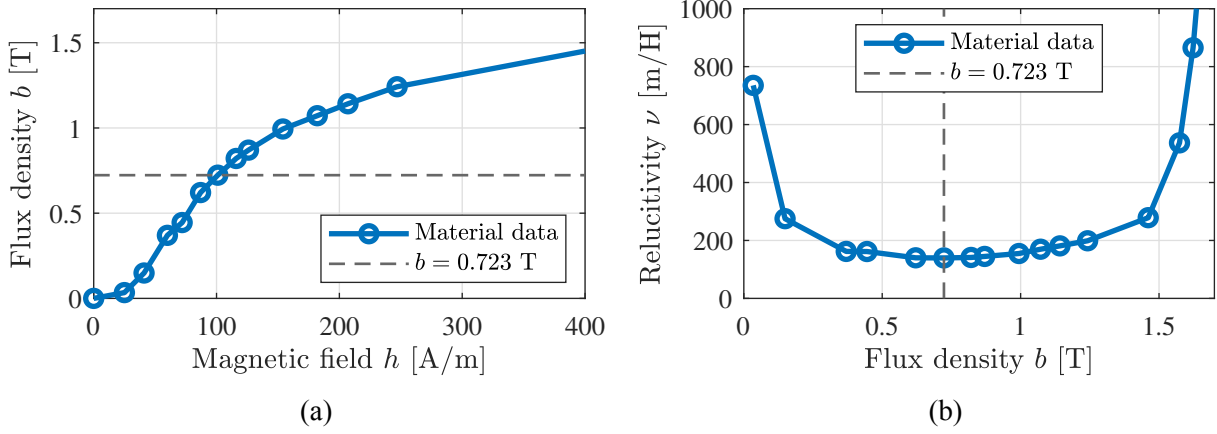 1.5
1
0.5
0
0
100
200
300
400
Flux density b [T]
Magnetic field h [A/m]
Material data
b = 0.723 T
(a)
1000
800
600
400
200
0
0
0.5
1
1.5
Relucitivity ν [m/H]
Flux density b [T]
Material data
b = 0.723 T
(b)